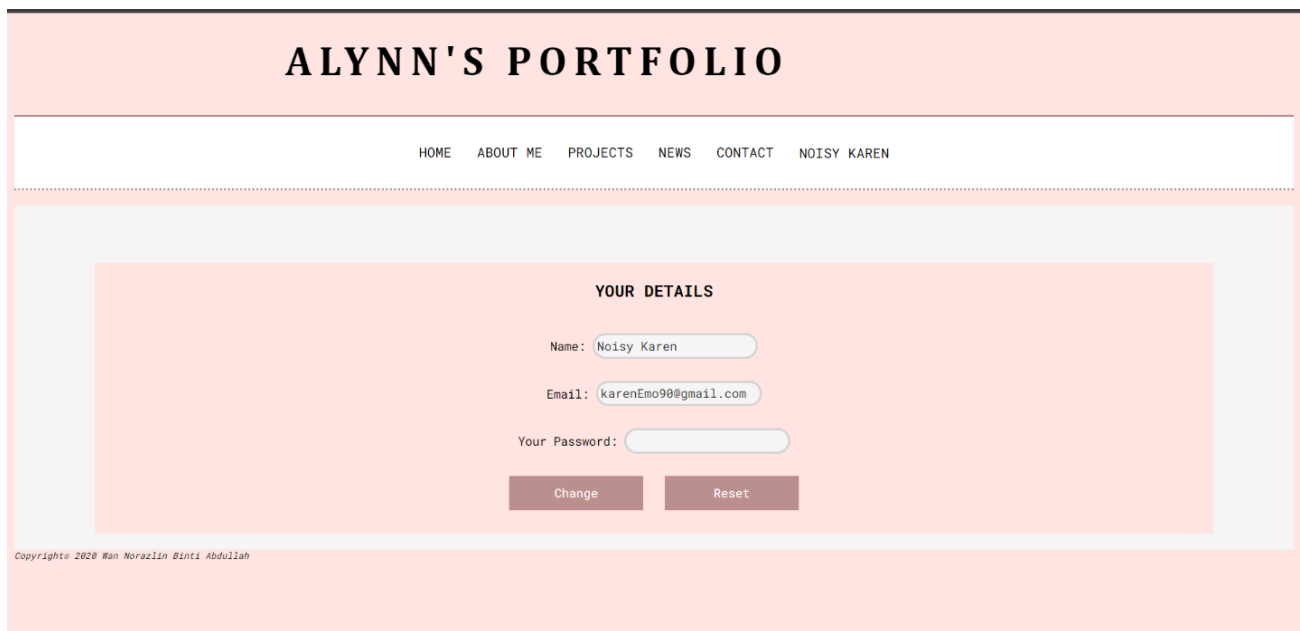 ALYNN'S PORTFOLIO
HOME ABOUT ME PROJECTS NEWS CONTACT NOISY KAREN
YOUR DETAILS
Name: Noisy Karen
Email: karenEmo90@gmail.com
Your Password:
Change Reset
Copyright© 2020 Wan Norazlin Binti Abdullah